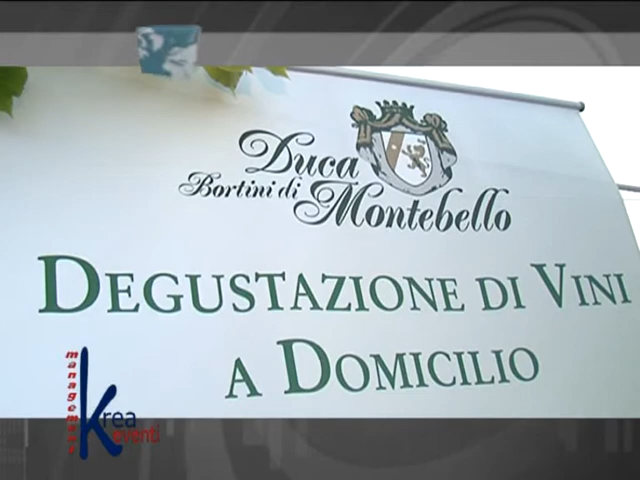 Duca
Bortini di
Montebello
DEGUSTAZIONE DI VINI
A DOMICILIO
management
krea
eventi